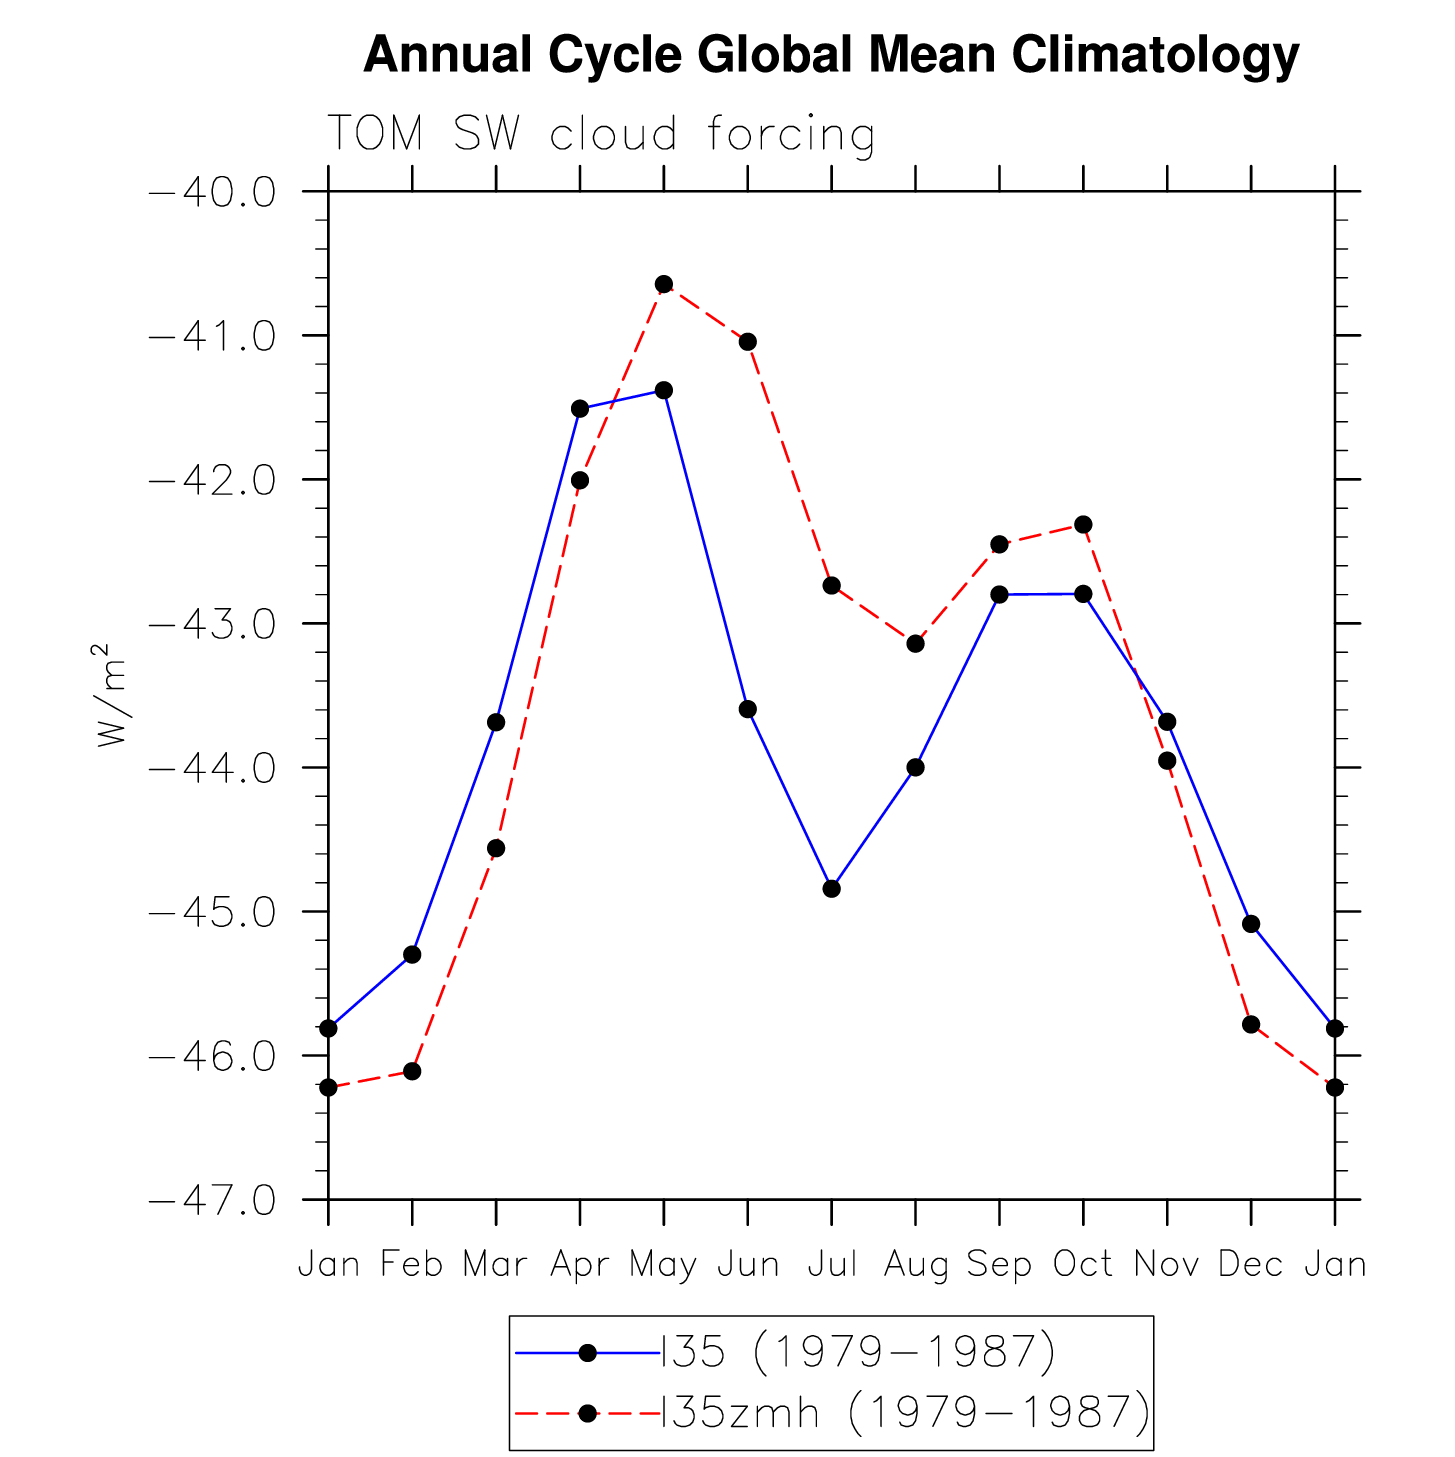 Annual Cycle Global Mean Climatology
TOM SW cloud forcing
−40.0
−41.0
−42.0
−43.0
−44.0
−45.0
−46.0
−47.0
W/m²
Jan Feb Mar Apr May Jun Jul Aug Sep Oct Nov Dec Jan
I35 (1979−1987)
I35zmh (1979−1987)